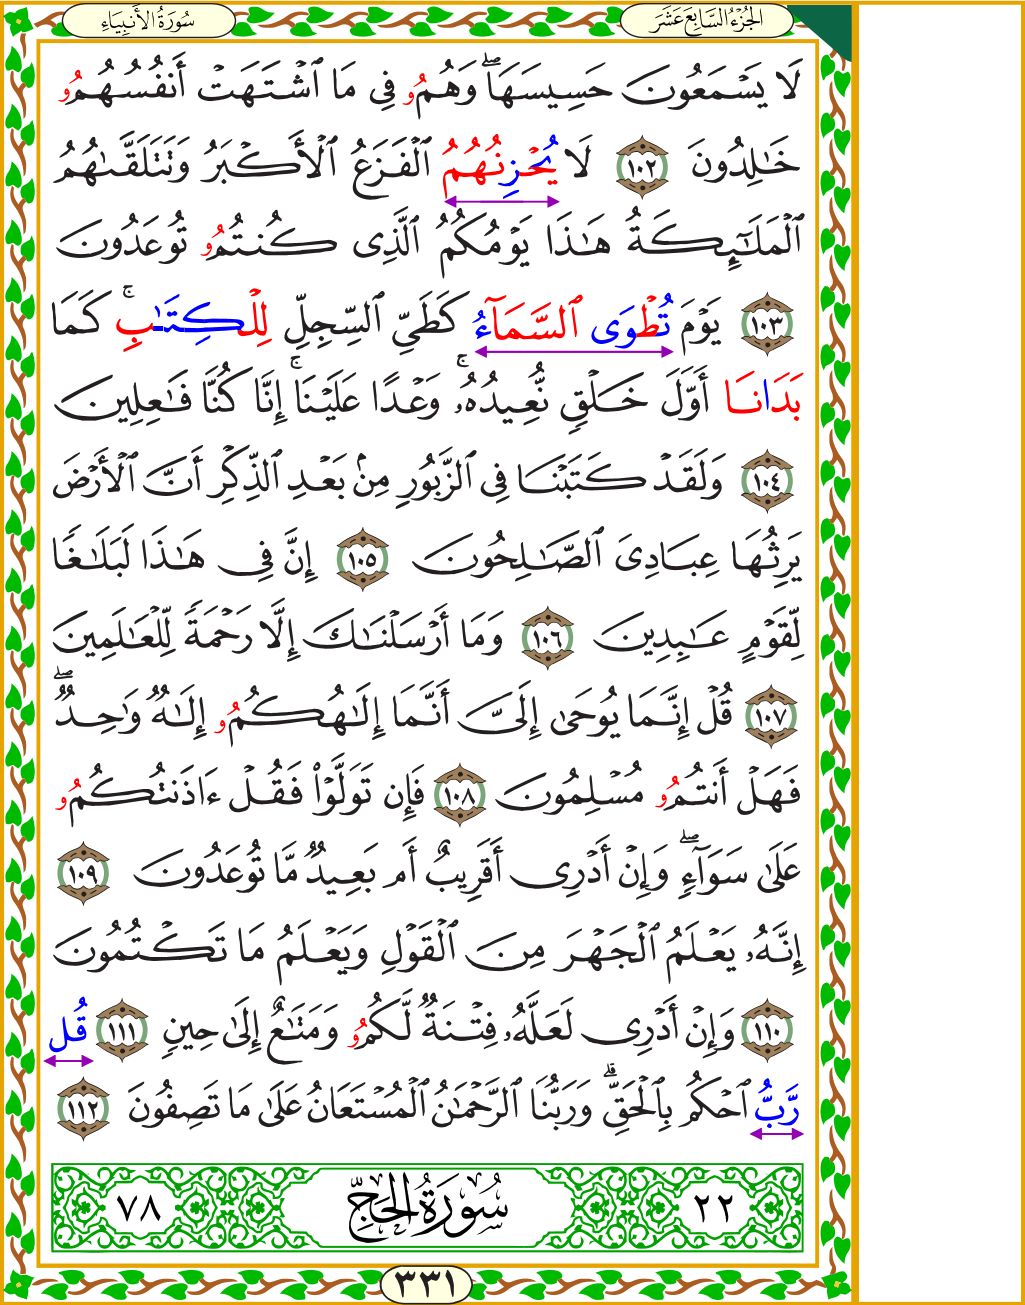 سُورَةُ الأَنْبِيَاءِ الجُزْءُ السَّابِعَ عَشَرَ
لَا يَسْمَعُونَ حَسِيسَهَا ۖ وَهُمُۥ فِي مَا ٱشْتَهَتْ أَنفُسُهُمُۥ
خَٰلِدُونَ ١٠٢ لَا يُحْزِنُهُمُ ٱلْفَزَعُ ٱلْأَكْبَرُ وَتَتَلَقَّىٰهُمُ
ٱلْمَلَٰٓئِكَةُ هَٰذَا يَوْمُكُمُ ٱلَّذِى كُنتُمُۥ تُوعَدُونَ
١٠٣ يَوْمَ تُطْوَى ٱلسَّمَآءُ كَطَيِّ ٱلسِّجِلِّ لِلْكِتَٰبِ ۚ كَمَا
بَدَانَا أَوَّلَ خَلْقٍ نُّعِيدُهُۥ ۚ وَعْدًا عَلَيْنَا ۚ إِنَّا كُنَّا فَٰعِلِينَ
١٠٤ وَلَقَدْ كَتَبْنَا فِى ٱلزَّبُورِ مِنۢ بَعْدِ ٱلذِّكْرِ أَنَّ ٱلْأَرْضَ
يَرِثُهَا عِبَادِىَ ٱلصَّٰلِحُونَ ١٠٥ إِنَّ فِى هَٰذَا لَبَلَٰغًا
لِّقَوْمٍ عَٰبِدِينَ ١٠٦ وَمَا أَرْسَلْنَٰكَ إِلَّا رَحْمَةً لِّلْعَٰلَمِينَ
١٠٧ قُلْ إِنَّمَا يُوحَىٰ إِلَىَّ أَنَّمَا إِلَٰهُكُمُۥ إِلَٰهٌ وَٰحِدٌ ۖ
فَهَلْ أَنتُمُۥ مُسْلِمُونَ ١٠٨ فَإِن تَوَلَّوْا۟ فَقُلْ ءَاذَنتُكُمُۥ
عَلَىٰ سَوَآءٍ ۖ وَإِنْ أَدْرِى أَقَرِيبٌ أَم بَعِيدٌ مَّا تُوعَدُونَ ١٠٩
إِنَّهُۥ يَعْلَمُ ٱلْجَهْرَ مِنَ ٱلْقَوْلِ وَيَعْلَمُ مَا تَكْتُمُونَ
١١٠ وَإِنْ أَدْرِى لَعَلَّهُۥ فِتْنَةٌ لَّكُمُۥ وَمَتَٰعٌ إِلَىٰ حِينٍ ١١١ قُل
رَّبُّ ٱحْكُم بِٱلْحَقِّ ۗ وَرَبُّنَا ٱلرَّحْمَٰنُ ٱلْمُسْتَعَانُ عَلَىٰ مَا تَصِفُونَ ١١٢
٢٢ سُورَةُ الحَجِّ ٧٨
٣٣١